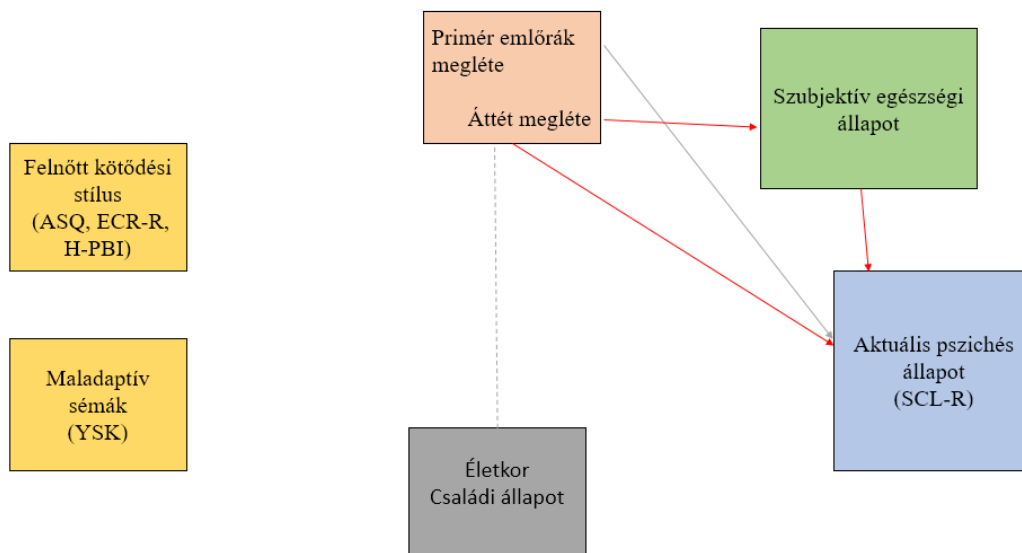 Primér emlőrák
megléte
Áttét megléte
Szubjektív egészségi
állapot
Felnőtt kötődési
stílus
(ASQ, ECR-R,
H-PBI)
Maladaptív
sémák
(YSK)
Aktuális pszichés
állapot
(SCL-R)
Életkor
Családi állapot